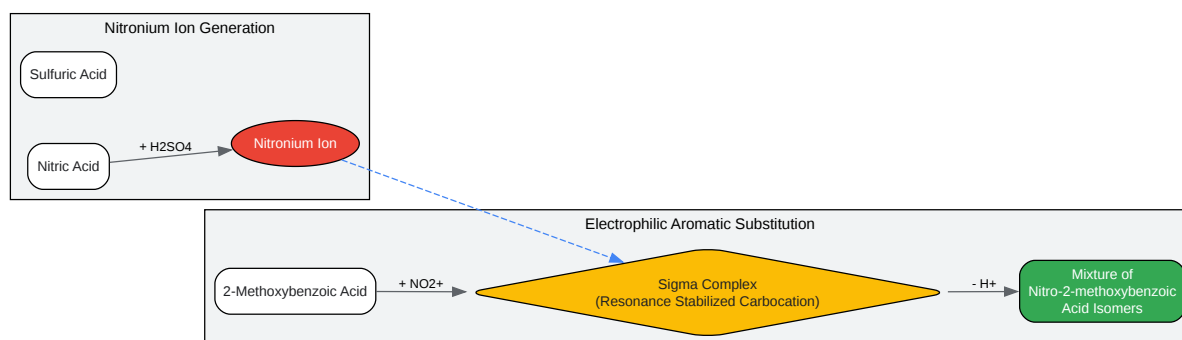 Nitronium Ion Generation
Sulfuric Acid
Nitric Acid
+ H2SO4
Nitronium Ion
Electrophilic Aromatic Substitution
2-Methoxybenzoic Acid
+ NO2+
Sigma Complex
(Resonance Stabilized Carbocation)
- H+
Mixture of
Nitro-2-methoxybenzoic
Acid Isomers